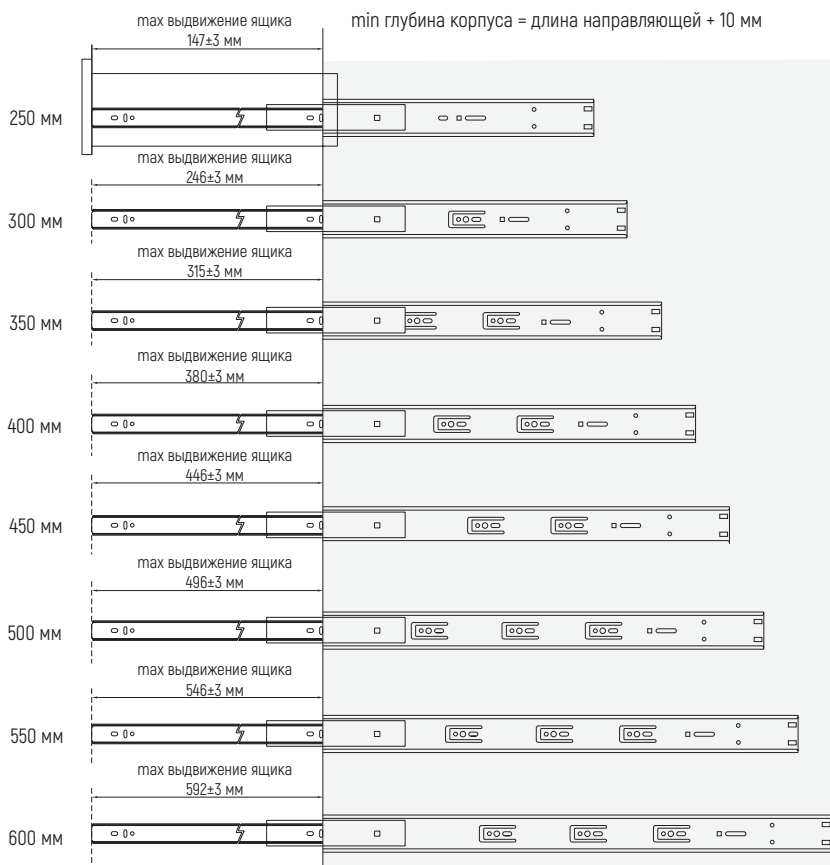 max выдвижение ящика
147±3 мм
min глубина корпуса = длина направляющей + 10 мм
250 мм
max выдвижение ящика
246±3 мм
300 мм
max выдвижение ящика
315±3 мм
350 мм
max выдвижение ящика
380±3 мм
400 мм
max выдвижение ящика
446±3 мм
450 мм
max выдвижение ящика
496±3 мм
500 мм
max выдвижение ящика
546±3 мм
550 мм
max выдвижение ящика
592±3 мм
600 мм